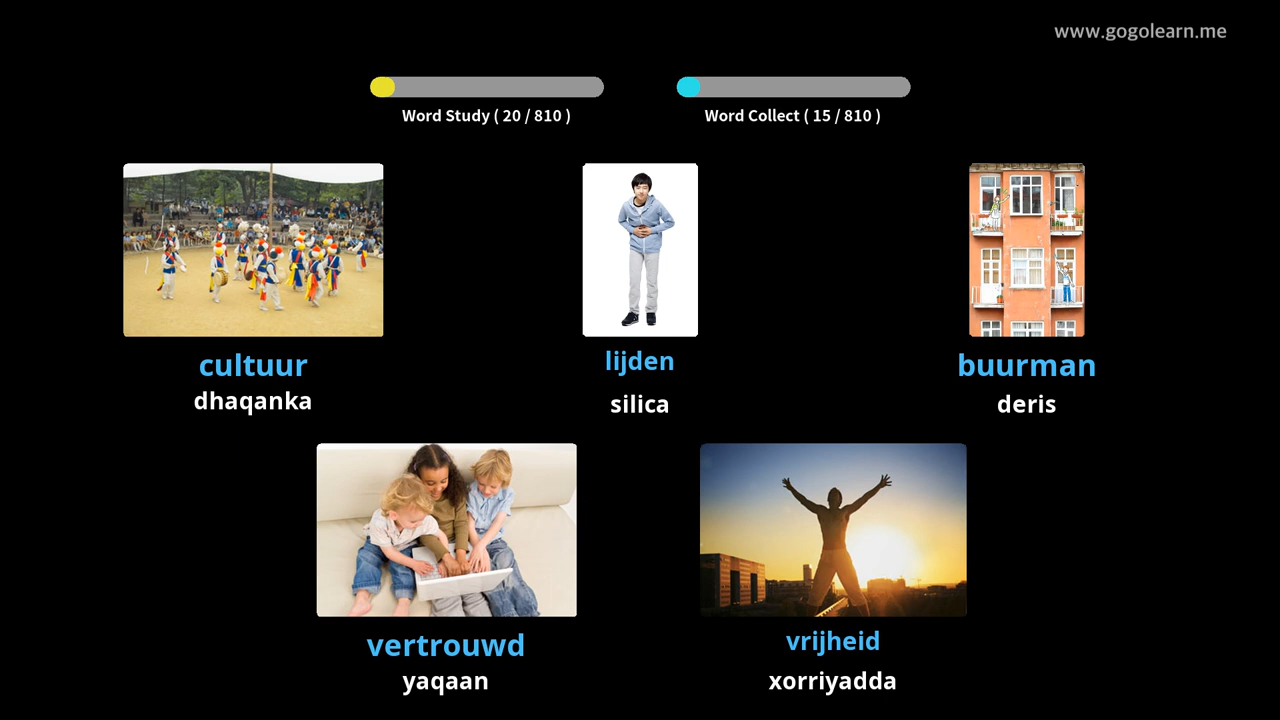 www.gogolearn.me
Word Study ( 20 / 810 )
Word Collect ( 15 / 810 )
cultuur
dhaqanka
lijden
silica
buurman
deris
vertrouwd
yaqaan
vrijheid
xorriyadda